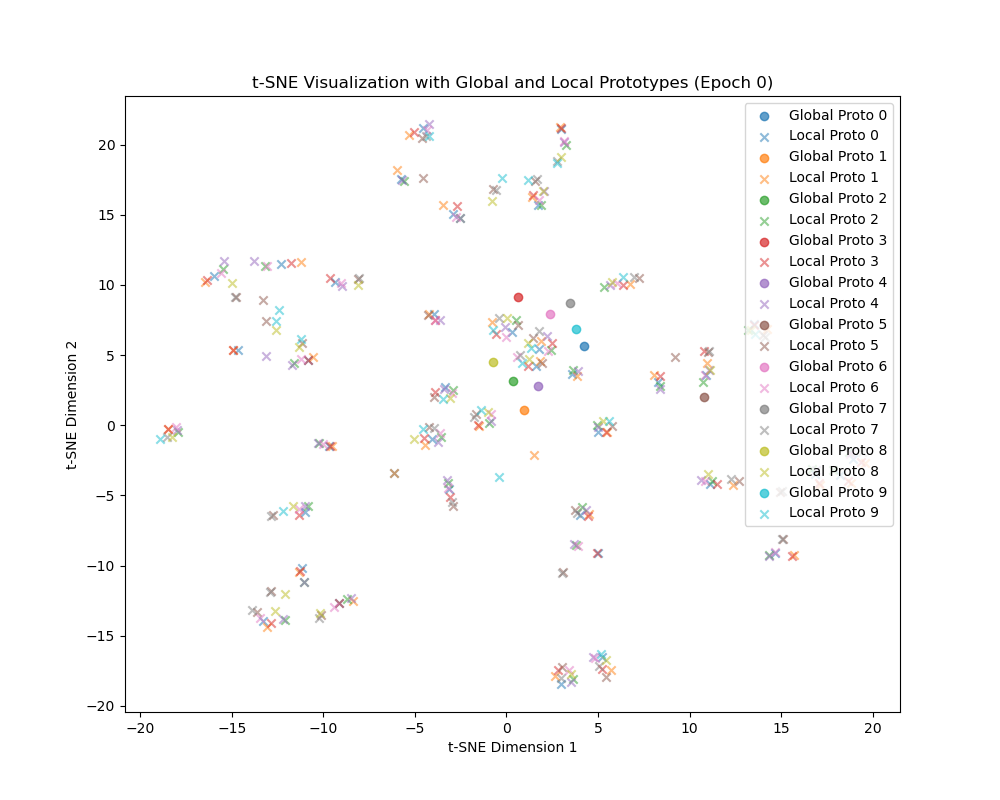 t-SNE Visualization with Global and Local Prototypes (Epoch 0)
Global Proto 0
Local Proto 0
Global Proto 1
Local Proto 1
Global Proto 2
Local Proto 2
Global Proto 3
Local Proto 3
Global Proto 4
Local Proto 4
Global Proto 5
Local Proto 5
Global Proto 6
Local Proto 6
Global Proto 7
Local Proto 7
Global Proto 8
Local Proto 8
Global Proto 9
Local Proto 9
t-SNE Dimension 2
20
15
10
5
0
−5
−10
−15
−20
−20 −15 −10 −5 0 5 10 15 20
t-SNE Dimension 1